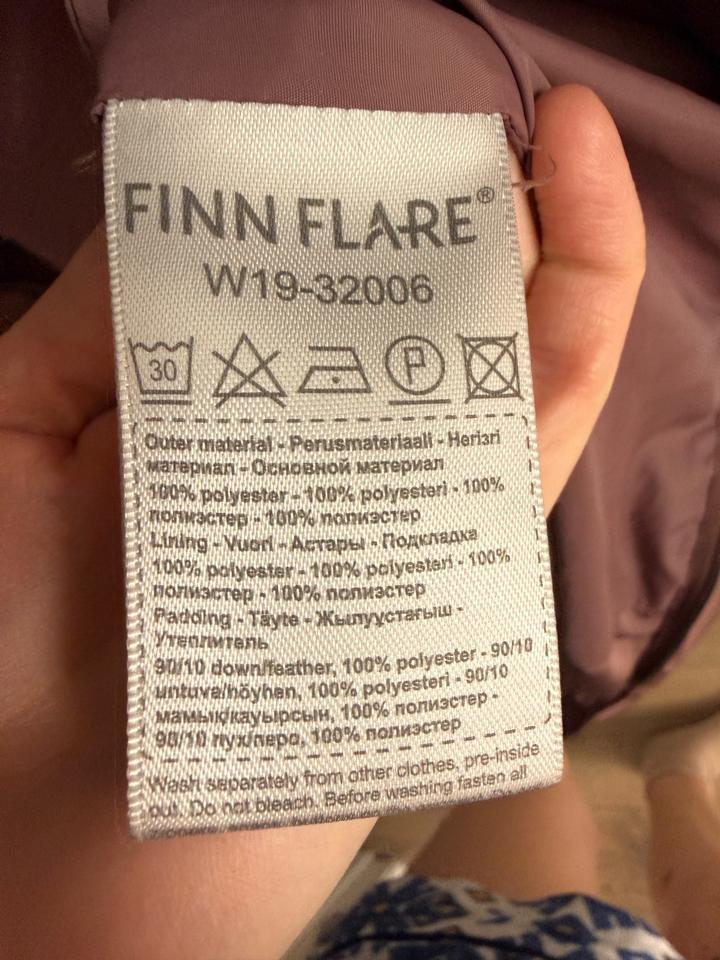 FINN FLARE®
W19-32006
30
P
Outer material - Perusmateriaali - Негізгі
материал - Основной материал
100% polyester - 100% polyesteri - 100%
полиэстер - 100% полиэстер
Lining - Vuori - Астары - Подкладка
100% polyester - 100% polyesteri - 100%
полиэстер - 100% полиэстер
Padding - Täyte - Жылуустағыш -
Утеплитель
90/10 down/feather, 100% polyester - 90/10
untuva/höyhen, 100% polyesteri - 90/10
мамық/қауырсын, 100% полиэстер -
90/10 пух/перо, 100% полиэстер
Wash separately from other clothes, pre-inside
out. Do not bleach. Before washing fasten all